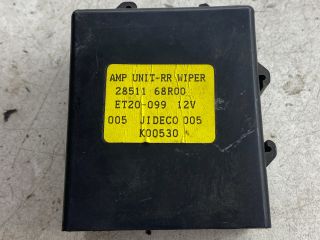 AMP UNIT-RR WIPER
28511 68R00
ET20-099 12V
005 JIDECO 005
K00530